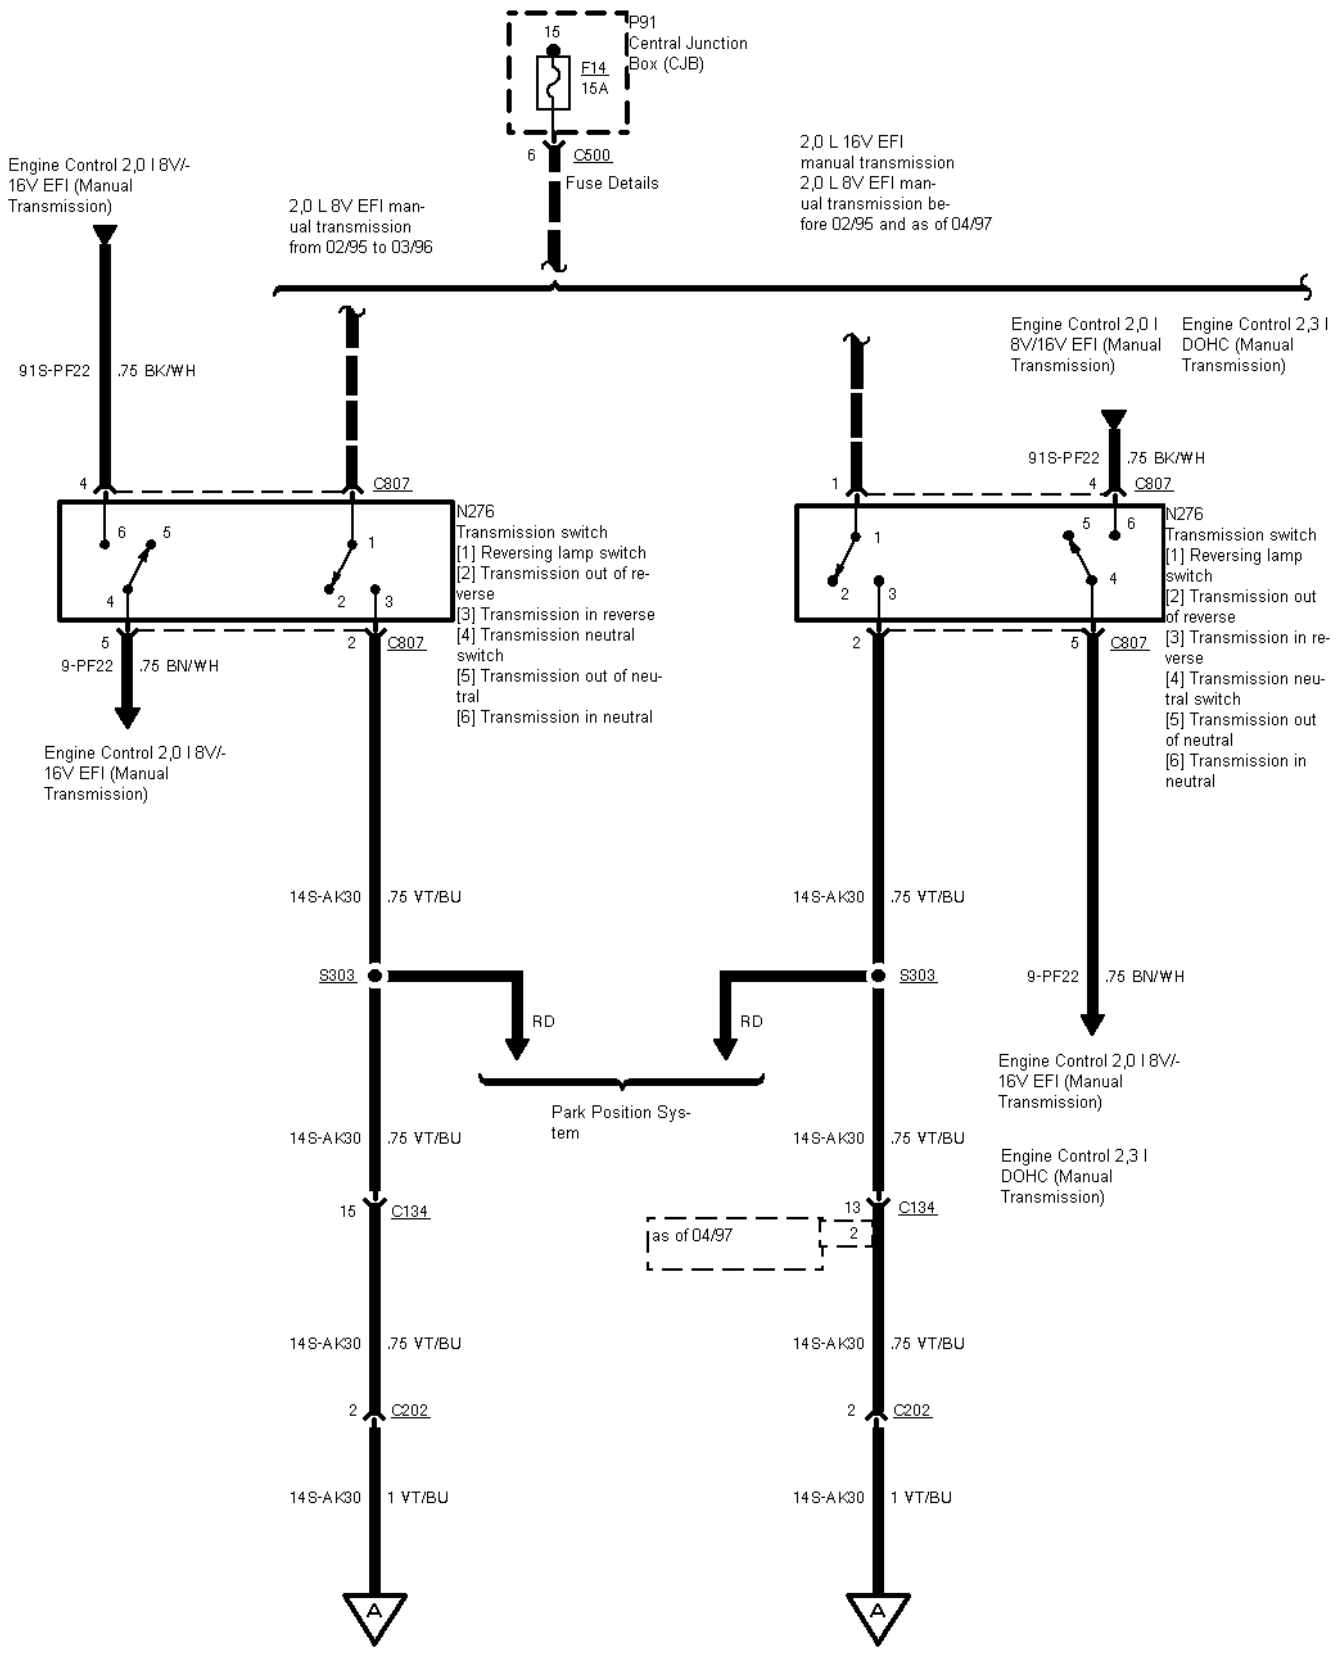 P91
15
Central Junction
Box (CJB)
F14
15A
6
C500
Fuse Details
Engine Control 2,0 l 8V/-
16V EFI (Manual
Transmission)
2,0 L 8V EFI man-
ual transmission
from 02/95 to 03/96
2,0 L 16V EFI
manual transmission
2,0 L 8V EFI man-
ual transmission be-
fore 02/95 and as of 04/97
Engine Control 2,0 l
8V/16V EFI (Manual
Transmission)
Engine Control 2,3 l
DOHC (Manual
Transmission)
91S-PF22
.75 BK/WH
91S-PF22
.75 BK/WH
4
C807
1
4
C807
6
5
1
4
2
3
N276
Transmission switch
[1] Reversing lamp switch
[2] Transmission out of re-
verse
[3] Transmission in reverse
[4] Transmission neutral
switch
[5] Transmission out of neu-
tral
[6] Transmission in neutral
1
5
6
2
3
4
N276
Transmission switch
[1] Reversing lamp
switch
[2] Transmission out
of reverse
[3] Transmission in re-
verse
[4] Transmission neu-
tral switch
[5] Transmission out
of neutral
[6] Transmission in
neutral
5
2
C807
2
5
C807
9-PF22
.75 BN/WH
Engine Control 2,0 l 8V/-
16V EFI (Manual
Transmission)
14S-AK30
.75 VT/BU
14S-AK30
.75 VT/BU
S303
S303
9-PF22
.75 BN/WH
RD
RD
Park Position Sys-
tem
Engine Control 2,0 l 8V/-
16V EFI (Manual
Transmission)
Engine Control 2,3 l
DOHC (Manual
Transmission)
14S-AK30
.75 VT/BU
14S-AK30
.75 VT/BU
15
C134
13
C134
as of 04/97
2
14S-AK30
.75 VT/BU
14S-AK30
.75 VT/BU
2
C202
2
C202
14S-AK30
1 VT/BU
14S-AK30
1 VT/BU
A
A